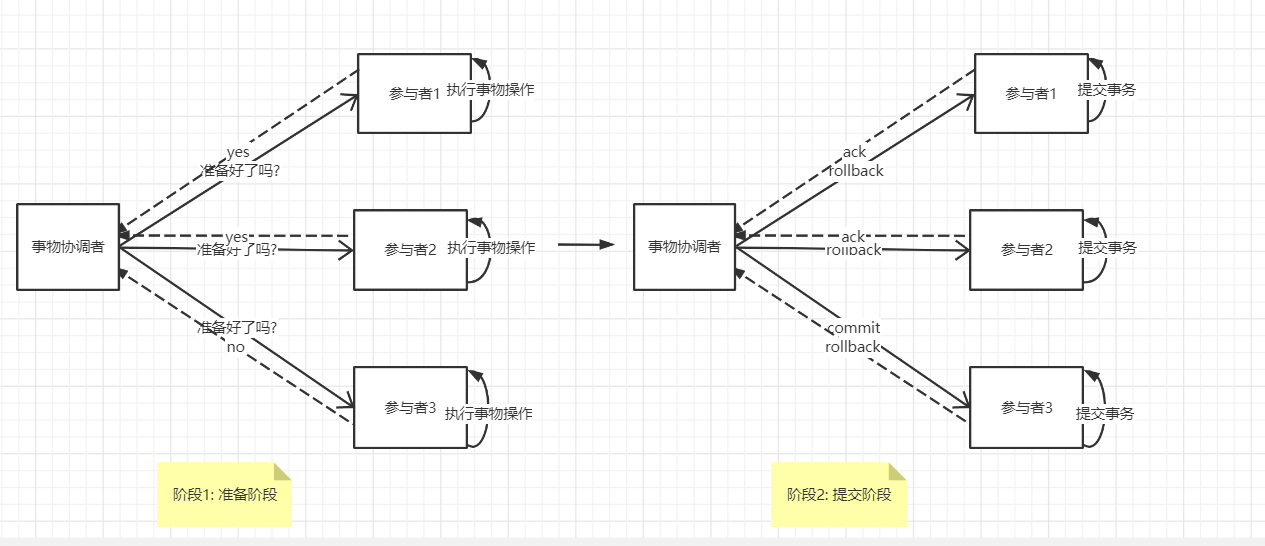 参与者1
执行事物操作
yes
准备好了吗?
事物协调者
yes
准备好了吗?
参与者2
执行事物操作
准备好了吗?
no
参与者3
执行事物操作
阶段1: 准备阶段
参与者1
提交事务
ack
rollback
事物协调者
ack
rollback
参与者2
提交事务
commit
rollback
参与者3
提交事务
阶段2: 提交阶段